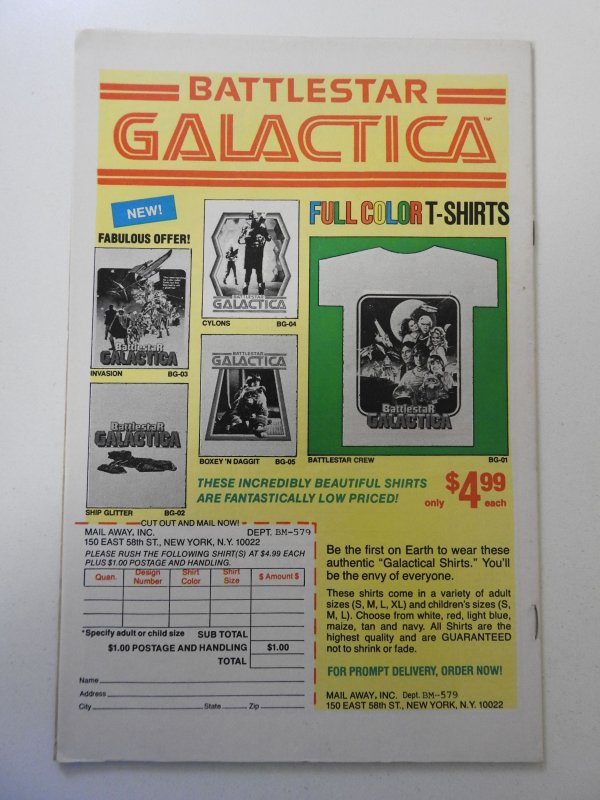 BATTLESTAR
GALACTICA™
NEW!
FABULOUS OFFER!
FULL COLOR T-SHIRTS
BATTLESTAR
GALACTICA
CYLONS BG-04
Battlestar
GALACTICA
INVASION BG-03
BATTLESTAR
GALACTICA
BOXEY 'N DAGGIT BG-05
Battlestar
GALACTICA
BATTLESTAR CREW BG-01
Battlestar
GALACTICA
SHIP GLITTER BG-02
THESE INCREDIBLY BEAUTIFUL SHIRTS
ARE FANTASTICALLY LOW PRICED!
only $4.99 each
CUT OUT AND MAIL NOW!
MAIL AWAY, INC. DEPT. BM-579
150 EAST 58th ST., NEW YORK, N.Y. 10022
PLEASE RUSH THE FOLLOWING SHIRT(S) AT $4.99 EACH
PLUS $1.00 POSTAGE AND HANDLING.
Quan. Design Number Shirt Color Shirt Size $ Amount $
*Specify adult or child size SUB TOTAL
$1.00 POSTAGE AND HANDLING $1.00
TOTAL
Name
Address
City State Zip
Be the first on Earth to wear these
authentic "Galactical Shirts." You'll
be the envy of everyone.
These shirts come in a variety of adult
sizes (S, M, L, XL) and children's sizes (S,
M, L). Choose from white, red, light blue,
maize, tan and navy. All Shirts are the
highest quality and are GUARANTEED
not to shrink or fade.
FOR PROMPT DELIVERY, ORDER NOW!
MAIL AWAY, INC. Dept. BM-579
150 EAST 58th ST., NEW YORK, N.Y. 10022